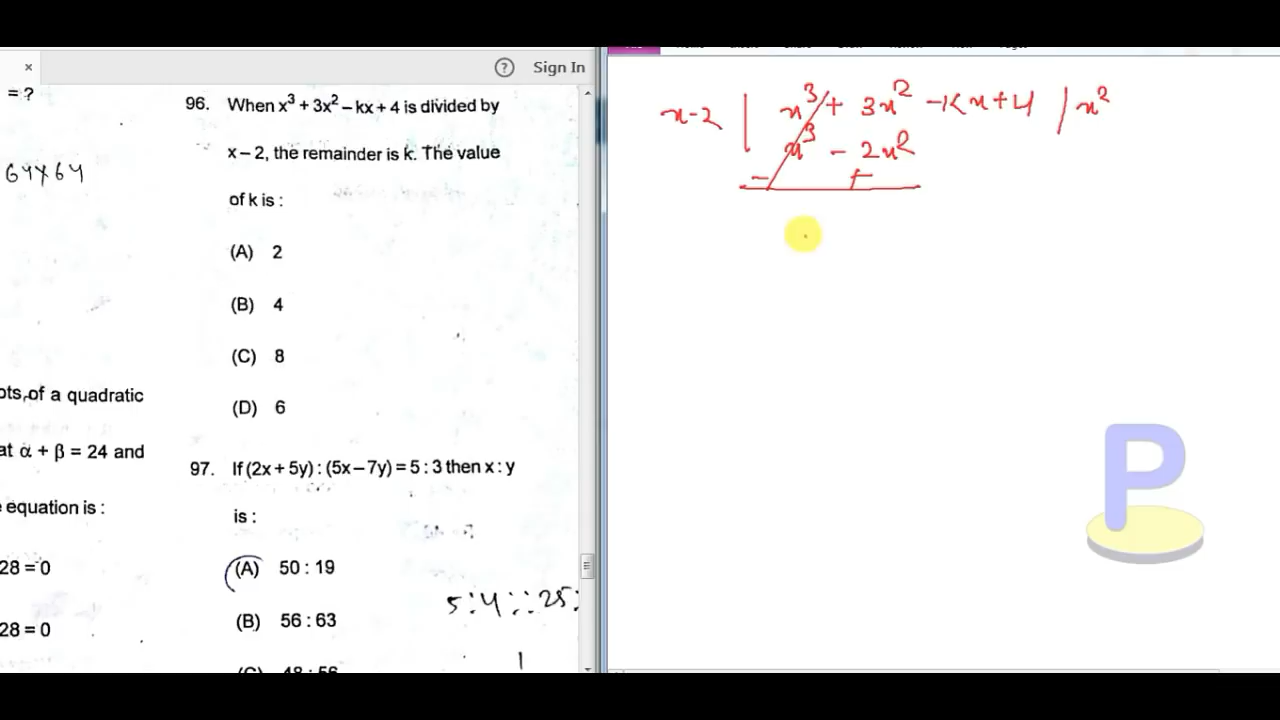 × Sign In
= ?
64×64
ots of a quadratic
at α + β = 24 and
equation is :
28 = 0
28 = 0
96. When x³ + 3x² – kx + 4 is divided by
x – 2, the remainder is k. The value
of k is :
(A) 2
(B) 4
(C) 8
(D) 6
97. If (2x + 5y) : (5x – 7y) = 5 : 3 then x : y
is :
(A) 50 : 19
5:4::25:
(B) 56 : 63
1
x-2 | x³ + 3x² - Kx + 4 / x²
x³ - 2x²
- +
P